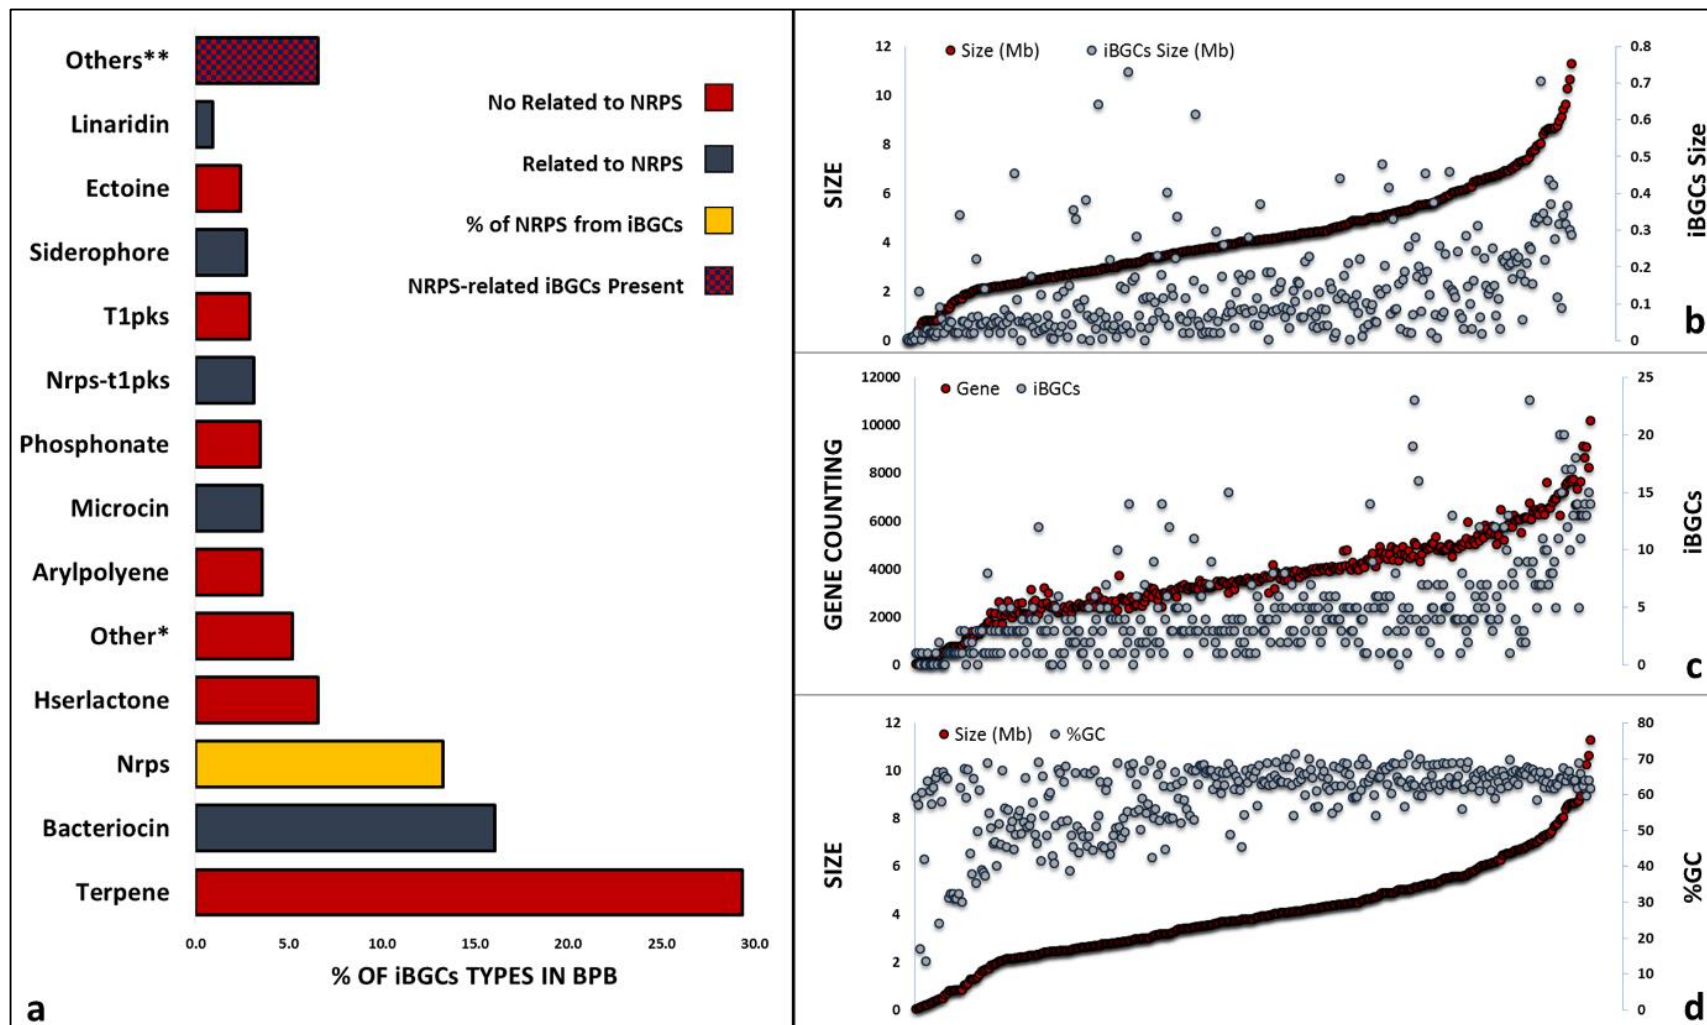 Others**
Linaridin
Ectoine
Siderophore
T1pks
Nrps-t1pks
Phosphonate
Microcin
Arylpolyene
Other*
Hserlactone
Nrps
Bacteriocin
Terpene
0.0 5.0 10.0 15.0 20.0 25.0 30.0
% OF iBGCs TYPES IN BPB
No Related to NRPS
Related to NRPS
% of NRPS from iBGCs
NRPS-related iBGCs Present
a
Size (Mb) iBGCs Size (Mb)
SIZE
12
10
8
6
4
2
0
0.8
0.7
0.6
0.5
0.4
0.3
0.2
0.1
0
iBGCs Size
b
Gene iBGCs
GENE COUNTING
12000
10000
8000
6000
4000
2000
0
25
20
15
10
5
0
iBGCs
c
Size (Mb) %GC
SIZE
12
10
8
6
4
2
0
80
70
60
50
40
30
20
10
0
%GC
d